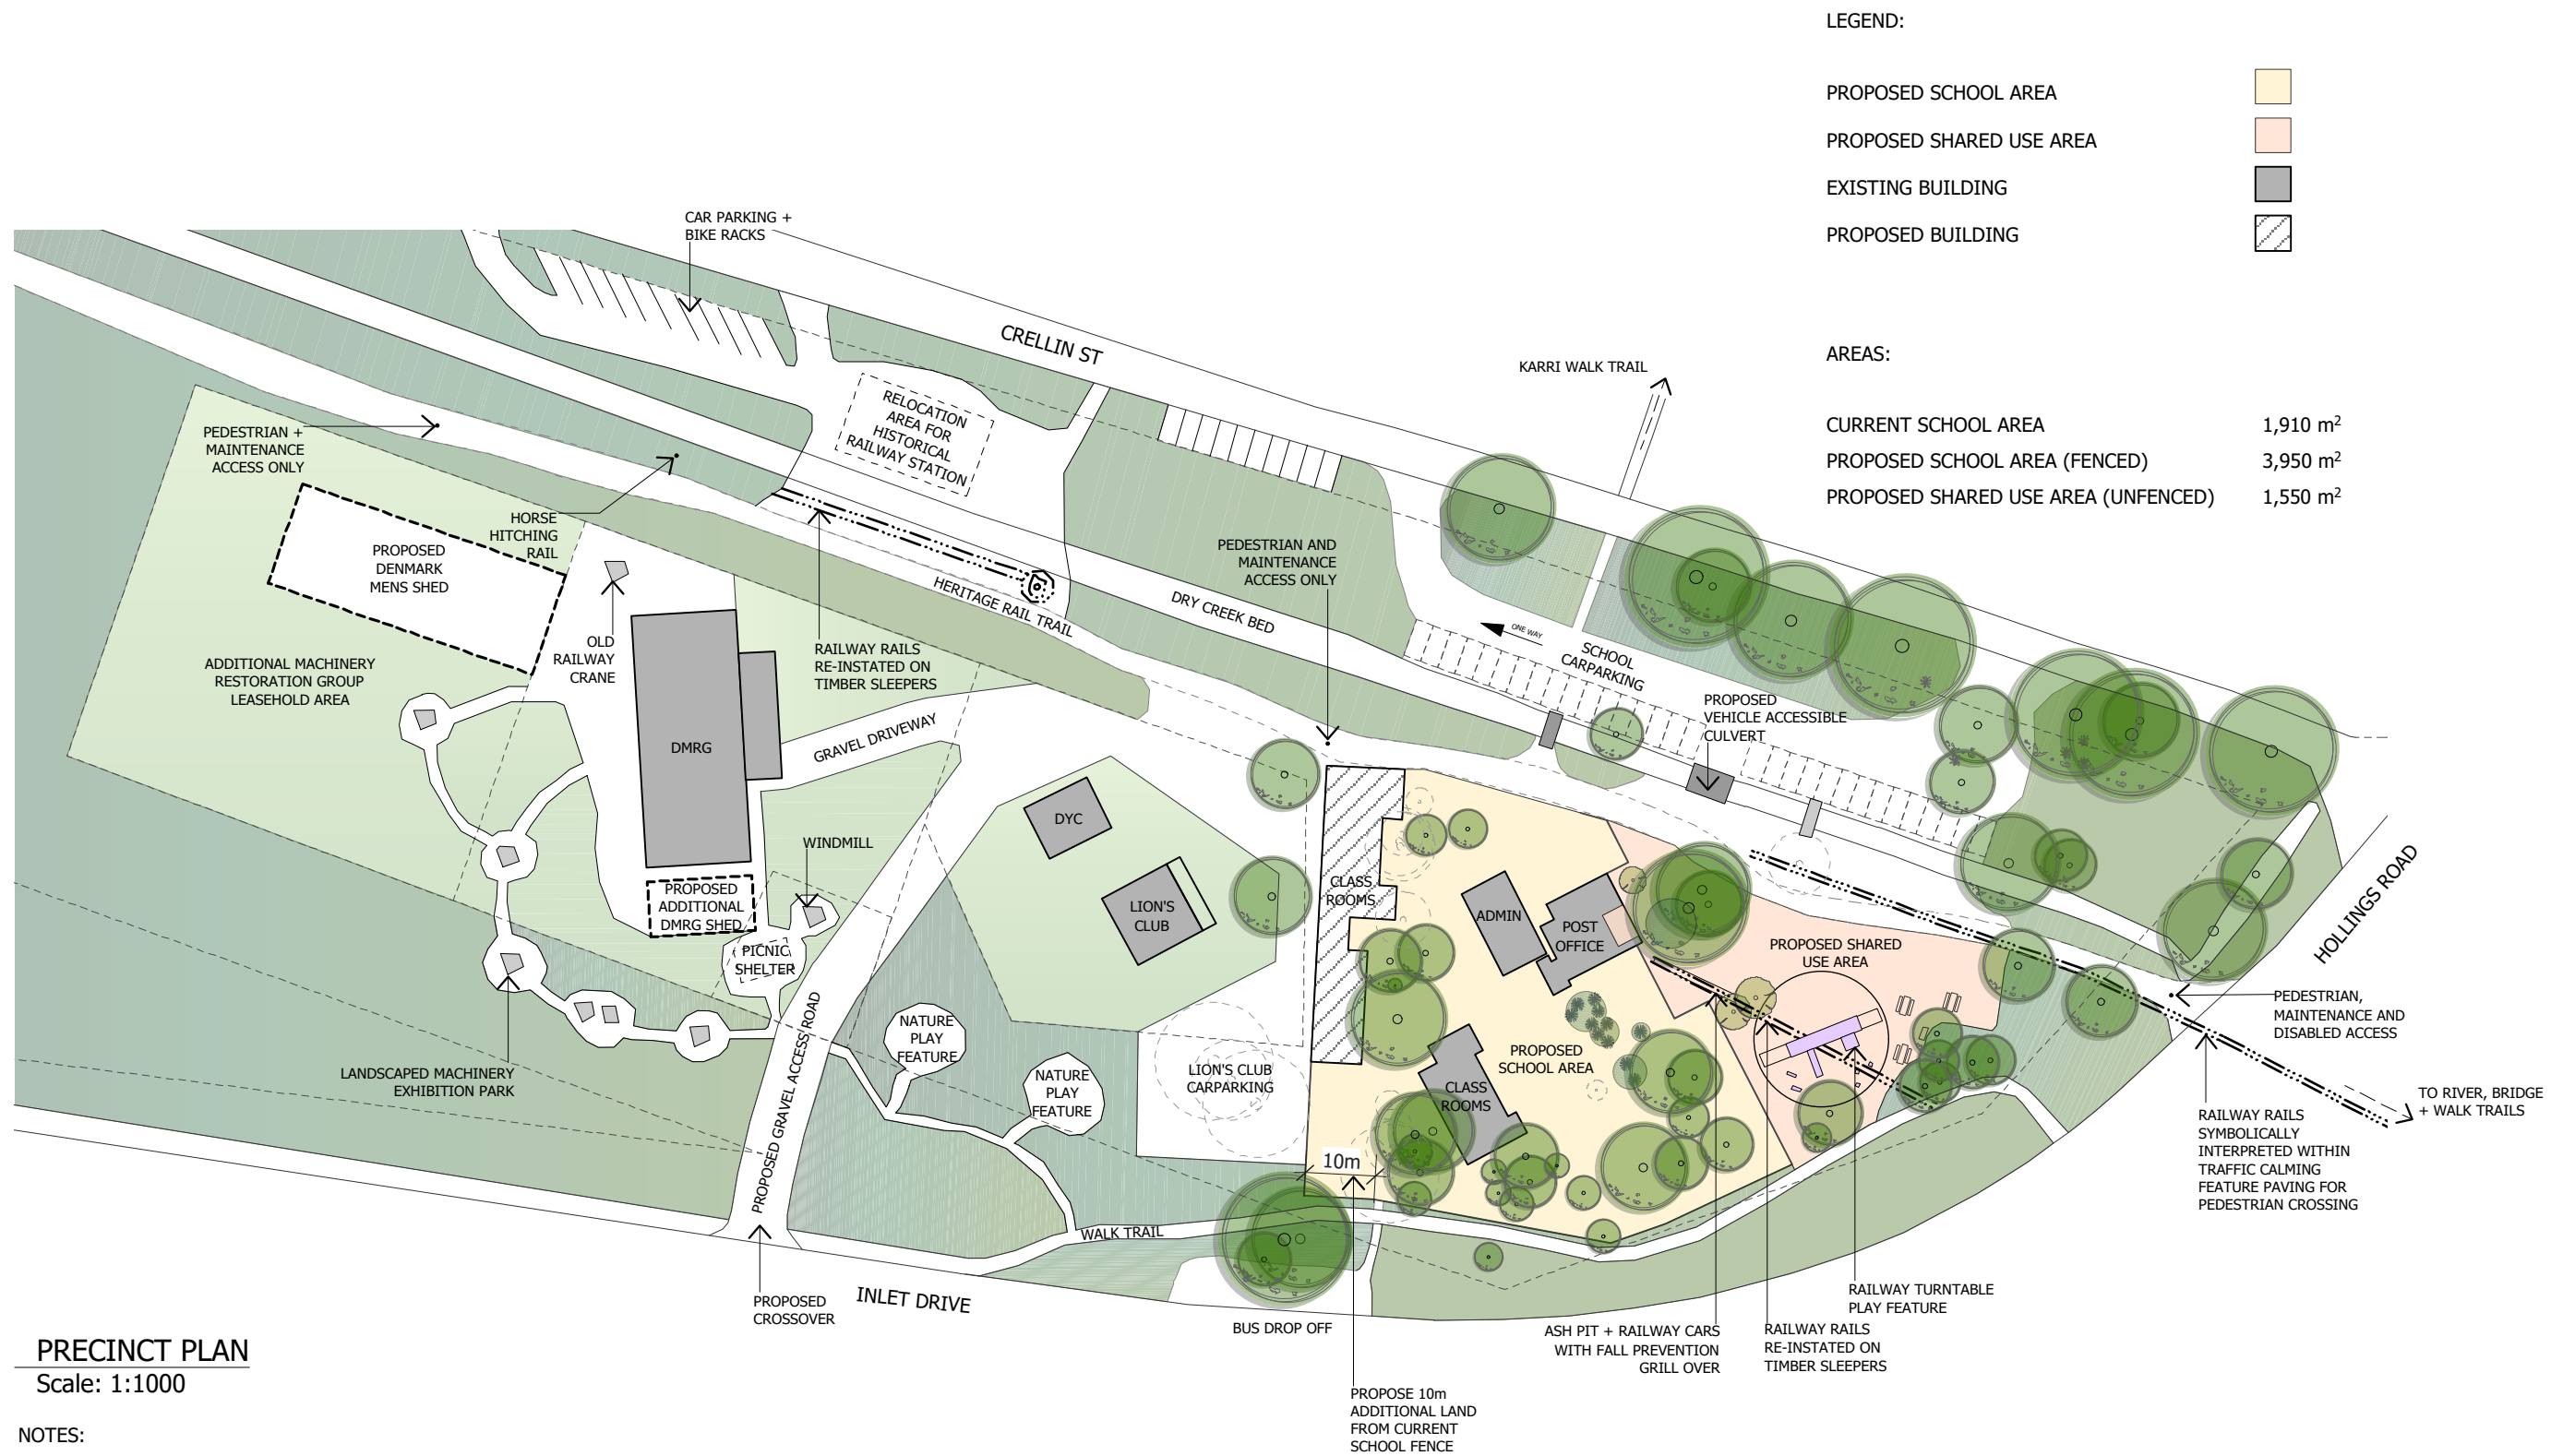 LEGEND:
PROPOSED SCHOOL AREA
PROPOSED SHARED USE AREA
EXISTING BUILDING
PROPOSED BUILDING
AREAS:
CURRENT SCHOOL AREA 1,910 m²
PROPOSED SCHOOL AREA (FENCED) 3,950 m²
PROPOSED SHARED USE AREA (UNFENCED) 1,550 m²
CAR PARKING +
BIKE RACKS
CRELLIN ST
KARRI WALK TRAIL
RELOCATION
AREA FOR
HISTORICAL
RAILWAY STATION
PEDESTRIAN +
MAINTENANCE
ACCESS ONLY
HORSE
HITCHING
RAIL
PROPOSED
DENMARK
MENS SHED
PEDESTRIAN AND
MAINTENANCE
ACCESS ONLY
HERITAGE RAIL TRAIL
DRY CREEK BED
ONE WAY
SCHOOL
CARPARKING
OLD
RAILWAY
CRANE
RAILWAY RAILS
RE-INSTATED ON
TIMBER SLEEPERS
ADDITIONAL MACHINERY
RESTORATION GROUP
LEASEHOLD AREA
PROPOSED
VEHICLE ACCESSIBLE
CULVERT
DMRG
GRAVEL DRIVEWAY
DYC
WINDMILL
LION'S
CLUB
PROPOSED
ADDITIONAL
DMRG SHED
PICNIC
SHELTER
CLASS
ROOMS
ADMIN
POST
OFFICE
PROPOSED SHARED
USE AREA
HOLLINGS ROAD
PEDESTRIAN,
MAINTENANCE AND
DISABLED ACCESS
NATURE
PLAY
FEATURE
NATURE
PLAY
FEATURE
LION'S CLUB
CARPARKING
PROPOSED
SCHOOL AREA
CLASS
ROOMS
LANDSCAPED MACHINERY
EXHIBITION PARK
PROPOSED GRAVEL ACCESS ROAD
TO RIVER, BRIDGE
+ WALK TRAILS
RAILWAY RAILS
SYMBOLICALLY
INTERPRETED WITHIN
TRAFFIC CALMING
FEATURE PAVING FOR
PEDESTRIAN CROSSING
10m
WALK TRAIL
PROPOSED
CROSSOVER
INLET DRIVE
BUS DROP OFF
RAILWAY TURNTABLE
PLAY FEATURE
ASH PIT + RAILWAY CARS
WITH FALL PREVENTION
GRILL OVER
RAILWAY RAILS
RE-INSTATED ON
TIMBER SLEEPERS
PROPOSE 10m
ADDITIONAL LAND
FROM CURRENT
SCHOOL FENCE
PRECINCT PLAN
Scale: 1:1000
NOTES: